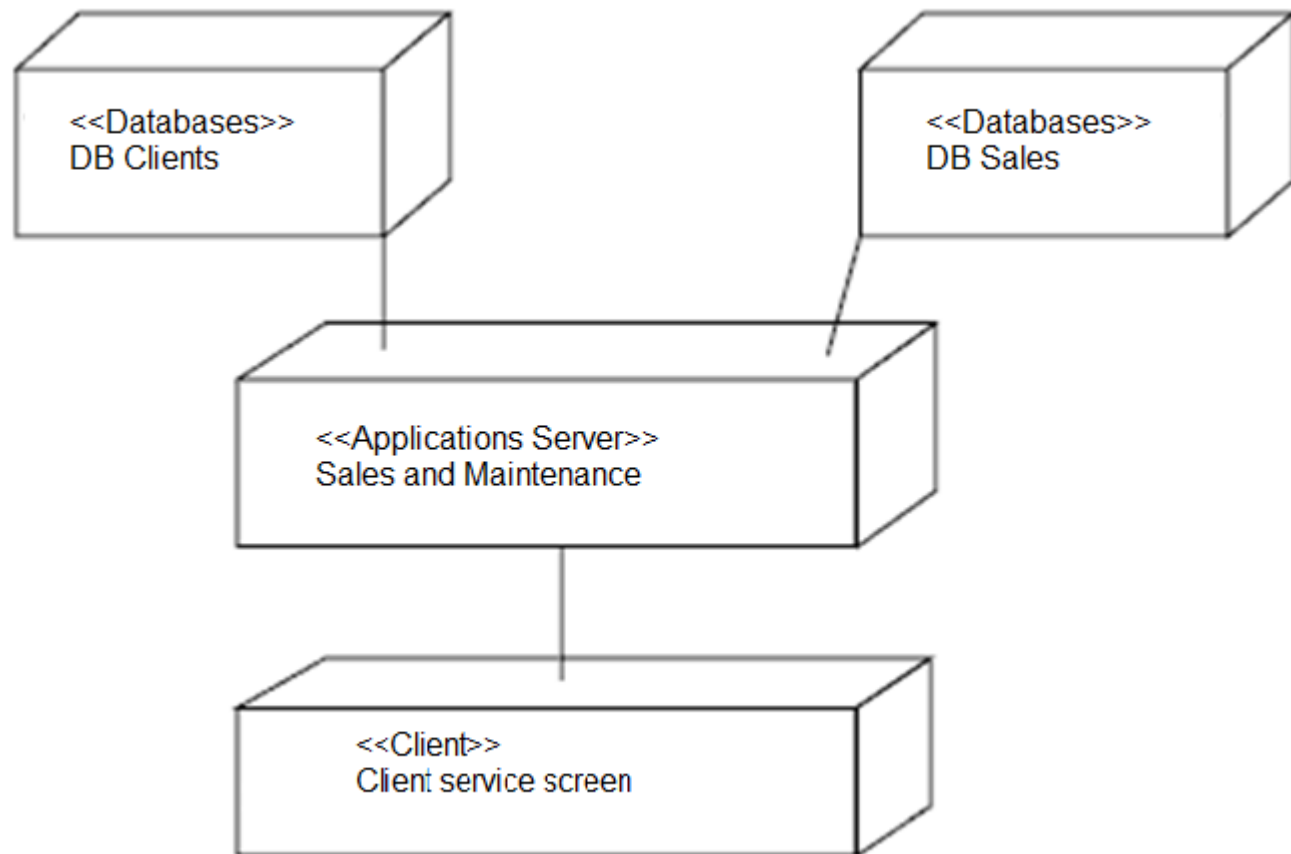 <<Databases>>
DB Clients
<<Databases>>
DB Sales
<<Applications Server>>
Sales and Maintenance
<<Client>>
Client service screen